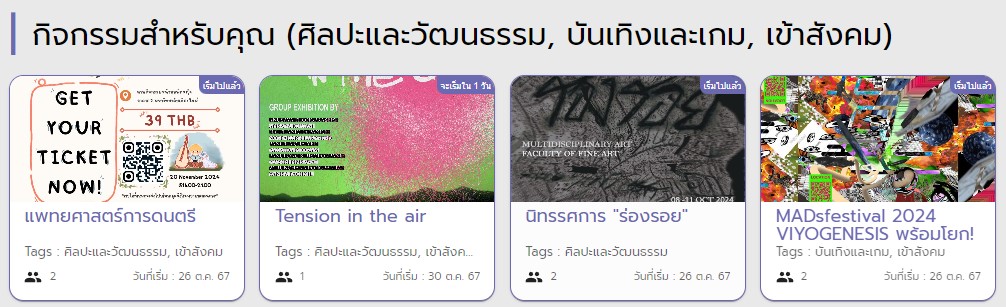 กิจกรรมสำหรับคุณ (ศิลปะและวัฒนธรรม, บันเทิงและเกม, เข้าสังคม)
เริ่มไปแล้ว
GET
YOUR
TICKET
NOW!
39 THB
20 November 2024
แพทยศาสตร์การดนตรี
Tags : ศิลปะและวัฒนธรรม, เข้าสังคม
2
วันที่เริ่ม : 26 ต.ค. 67
จะเริ่มใน 1 วัน
GROUP EXHIBITION BY
Tension in the air
Tags : ศิลปะและวัฒนธรรม, เข้าสังค...
1
วันที่เริ่ม : 30 ต.ค. 67
เริ่มไปแล้ว
MULTIDISCIPLINARY ART
FACULTY OF FINE ART
08 -11 OCT 2024
นิทรรศการ "ร่องรอย"
Tags : ศิลปะและวัฒนธรรม
2
วันที่เริ่ม : 26 ต.ค. 67
เริ่มไปแล้ว
MADsfestival 2024
VIYOGENESIS พร้อมโยก!
Tags : บันเทิงและเกม, เข้าสังคม
2
วันที่เริ่ม : 26 ต.ค. 67